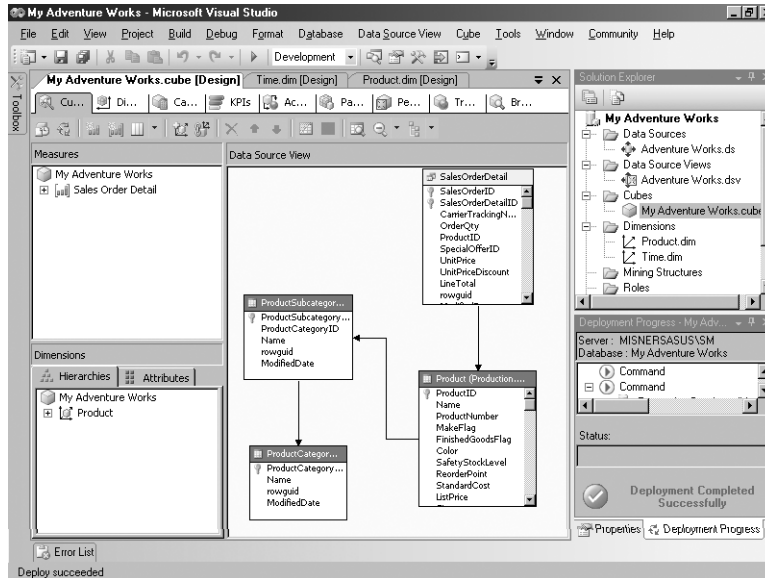 My Adventure Works - Microsoft Visual Studio
File Edit View Project Build Debug Format Database Data Source View Cube Tools Window Community Help
Development
My Adventure Works.cube [Design] Time.dim [Design] Product.dim [Design]
Cu... Di... Ca... KPIs Ac... Pa... Pe... Tr... Br...
Toolbox
Measures
My Adventure Works
Sales Order Detail
Dimensions
Hierarchies Attributes
My Adventure Works
Product
Data Source View
SalesOrderDetail
SalesOrderID
SalesOrderDetailID
CarrierTrackingN...
OrderQty
ProductID
SpecialOfferID
UnitPrice
UnitPriceDiscount
LineTotal
rowguid
ProductSubcategor...
ProductSubcategory...
ProductCategoryID
Name
rowguid
ModifiedDate
Product (Production....
ProductID
Name
ProductNumber
MakeFlag
FinishedGoodsFlag
Color
SafetyStockLevel
ReorderPoint
StandardCost
ListPrice
ProductCategor...
ProductCategory...
Name
rowguid
ModifiedDate
Solution Explorer
My Adventure Works
Data Sources
Adventure Works.ds
Data Source Views
Adventure Works.dsv
Cubes
My Adventure Works.cube
Dimensions
Product.dim
Time.dim
Mining Structures
Roles
Deployment Progress - My Adv...
Server : MISNERSASUS\SM
Database : My Adventure Works
Command
Command
Status:
Deployment Completed
Successfully
Properties Deployment Progress
Error List
Deploy succeeded